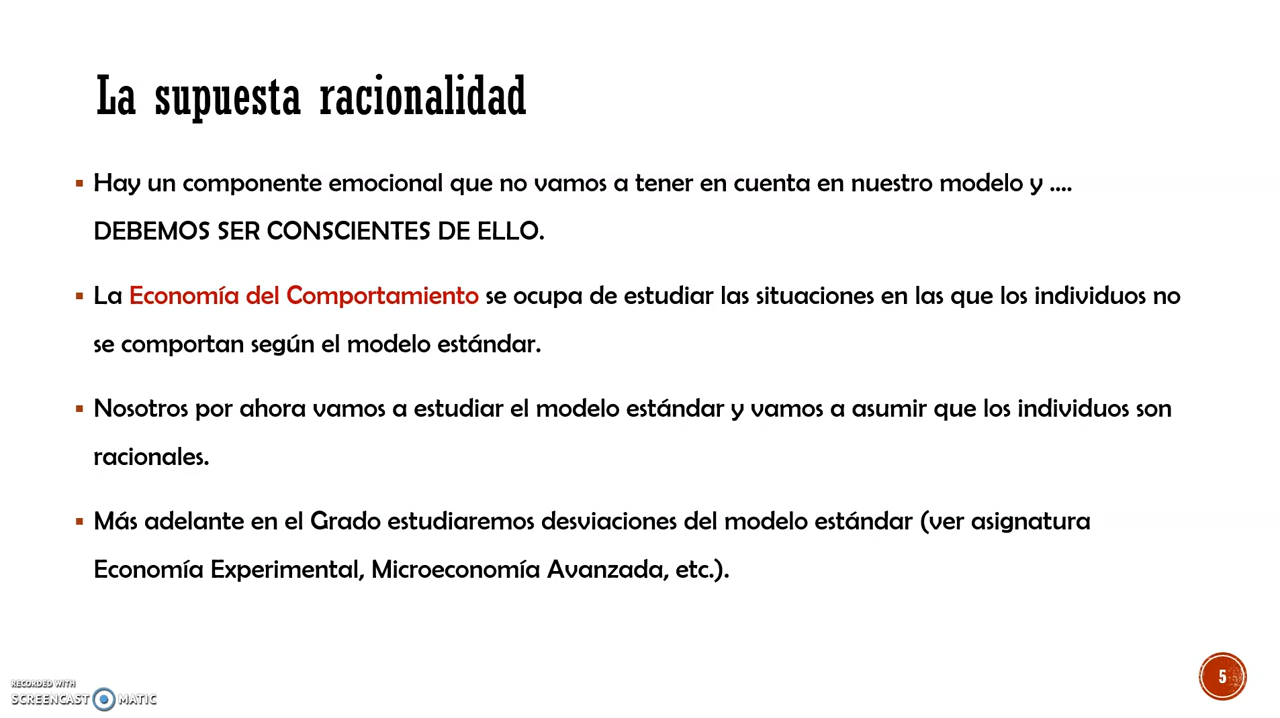 La supuesta racionalidad
▪ Hay un componente emocional que no vamos a tener en cuenta en nuestro modelo y ....
DEBEMOS SER CONSCIENTES DE ELLO.
▪ La Economía del Comportamiento se ocupa de estudiar las situaciones en las que los individuos no
se comportan según el modelo estándar.
▪ Nosotros por ahora vamos a estudiar el modelo estándar y vamos a asumir que los individuos son
racionales.
▪ Más adelante en el Grado estudiaremos desviaciones del modelo estándar (ver asignatura
Economía Experimental, Microeconomía Avanzada, etc.).
5
RECORDED WITH
SCREENCAST MATIC